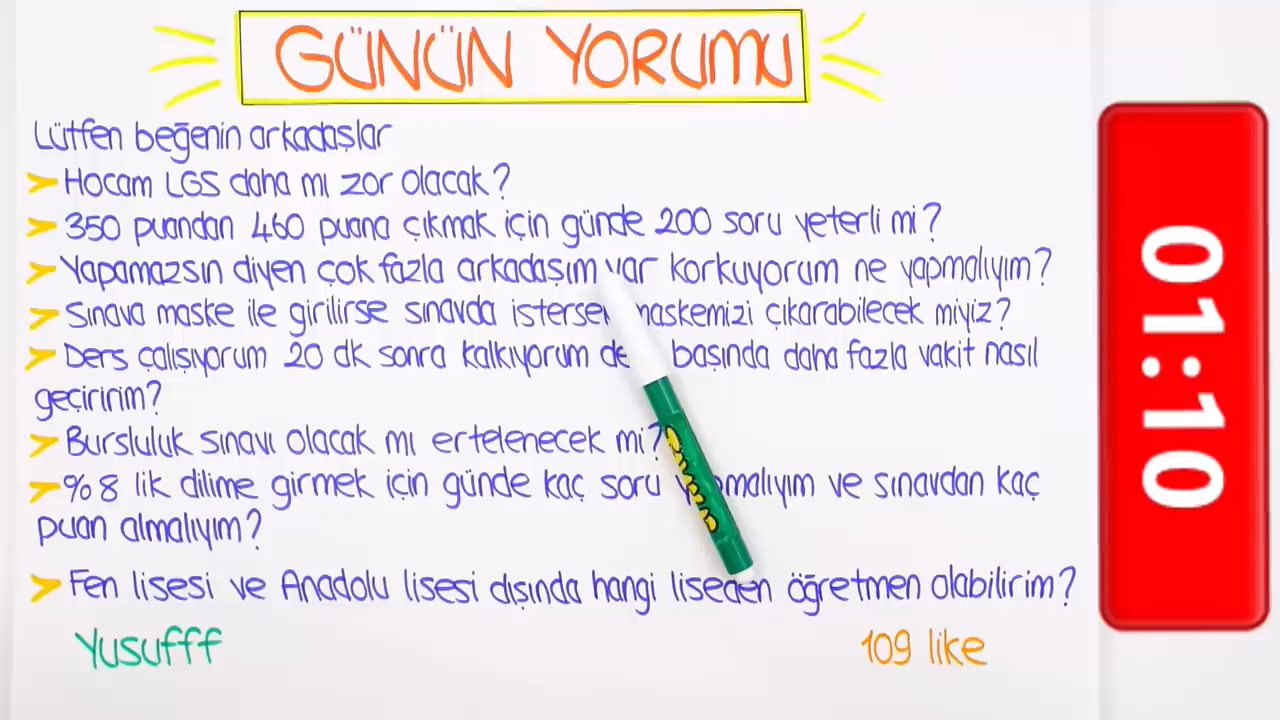 GÜNÜN YORUMU
Lütfen beğenin arkadaşlar
➤ Hocam LGS daha mı zor olacak?
➤ 350 puandan 460 puana çıkmak için günde 200 soru yeterli mi?
➤ Yapamazsın diyen çok fazla arkadaşım var korkuyorum ne yapmalıyım?
➤ Sınava maske ile girilirse sınavda maskemizi çıkarabilecek miyiz?
➤ Ders çalışıyorum 20 dk sonra kalkıyorum başında daha fazla vakit nasıl
geçiririm?
➤ Bursluluk sınavı olacak mı ertelenecek mi?
➤ %8 lik dilime girmek için günde kaç soru yapmalıyım ve sınavdan kaç
puan almalıyım?
➤ Fen lisesi ve Anadolu lisesi dışında hangi liseden öğretmen olabilirim?
Yusufff
109 like
01:10